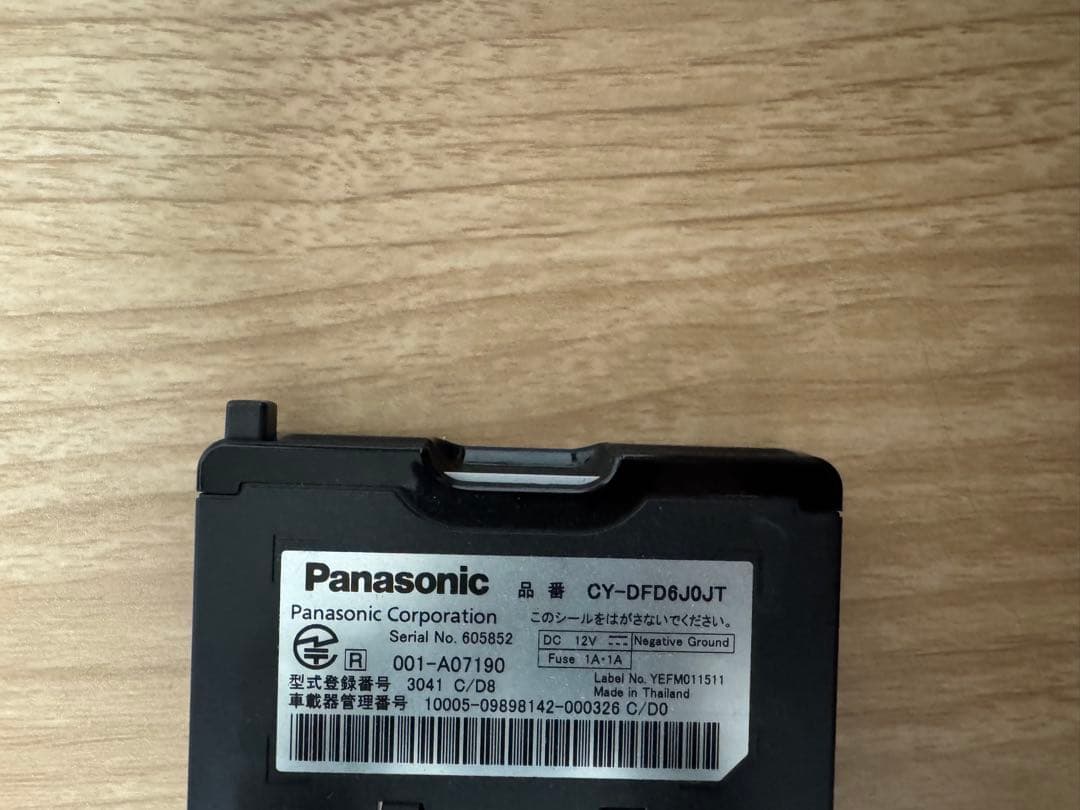 Panasonic 品番 CY-DFD6J0JT
Panasonic Corporation このシールをはがさないでください。
Serial No. 605852 DC 12V ⎓ Negative Ground
R 001-A07190 Fuse 1A・1A
Label No. YEFM011511
型式登録番号 3041 C/D8 Made in Thailand
車載器管理番号 10005-09898142-000326 C/D0